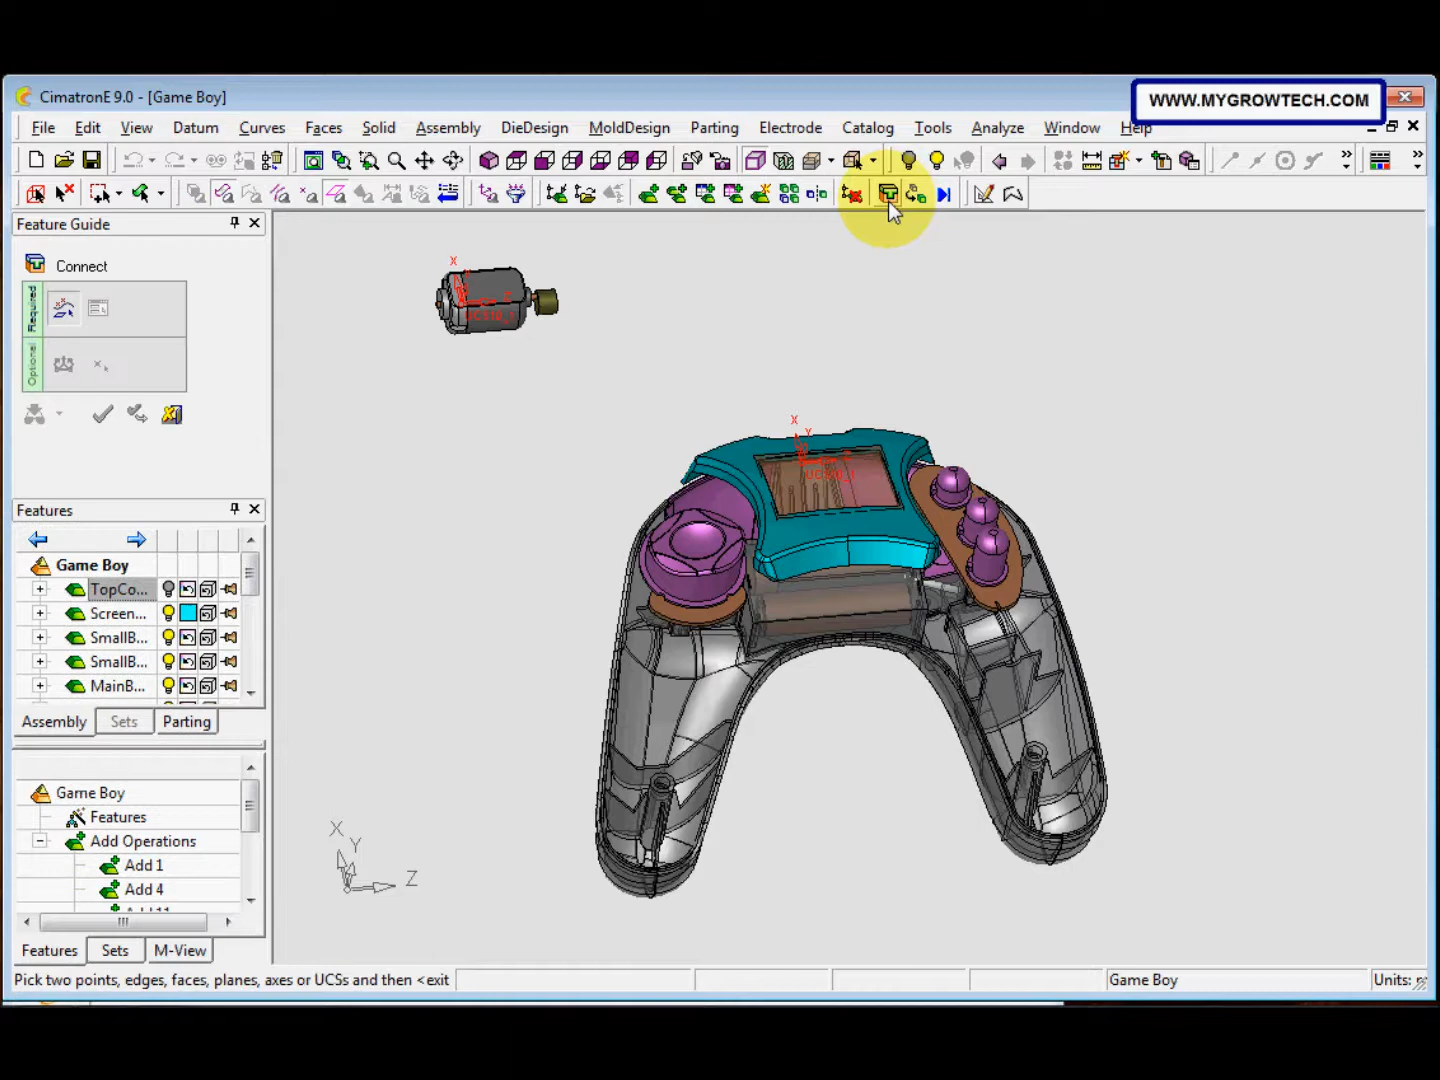 CimatronE 9.0 - [Game Boy]
WWW.MYGROWTECH.COM
File Edit View Datum Curves Faces Solid Assembly DieDesign MoldDesign Parting Electrode Catalog Tools Analyze Window Help
Feature Guide
Connect
Required
Optional
Features
Game Boy
TopCo...
Screen...
SmallB...
SmallB...
MainB...
Assembly Sets Parting
Game Boy
Features
Add Operations
Add 1
Add 4
Features Sets M-View
X
Z
X
Y
Z
X
Y
Z
Pick two points, edges, faces, planes, axes or UCSs and then <exit
Game Boy
Units: